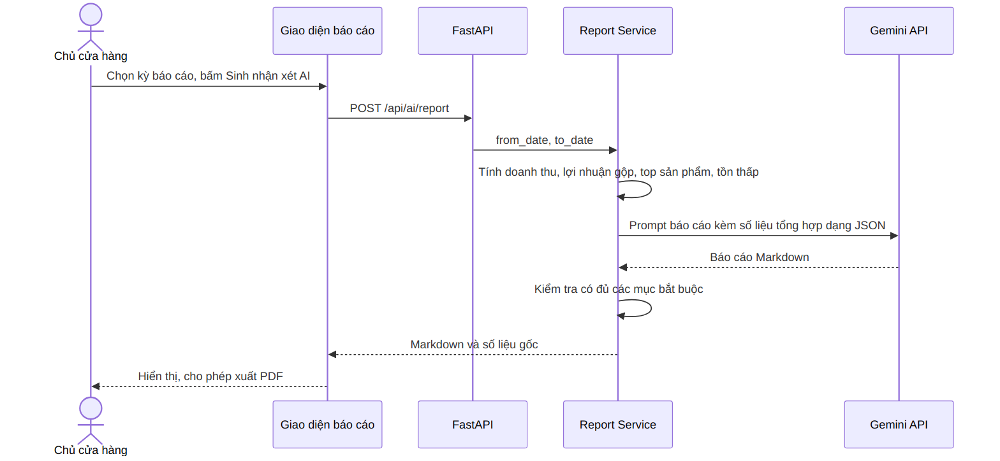 Giao diện báo cáo
FastAPI
Report Service
Gemini API
Chủ cửa hàng
Chọn kỳ báo cáo, bấm Sinh nhận xét AI
POST /api/ai/report
from_date, to_date
Tính doanh thu, lợi nhuận gộp, top sản phẩm, tồn thấp
Prompt báo cáo kèm số liệu tổng hợp dạng JSON
Báo cáo Markdown
Kiểm tra có đủ các mục bắt buộc
Markdown và số liệu gốc
Hiển thị, cho phép xuất PDF
Giao diện báo cáo
FastAPI
Report Service
Gemini API
Chủ cửa hàng